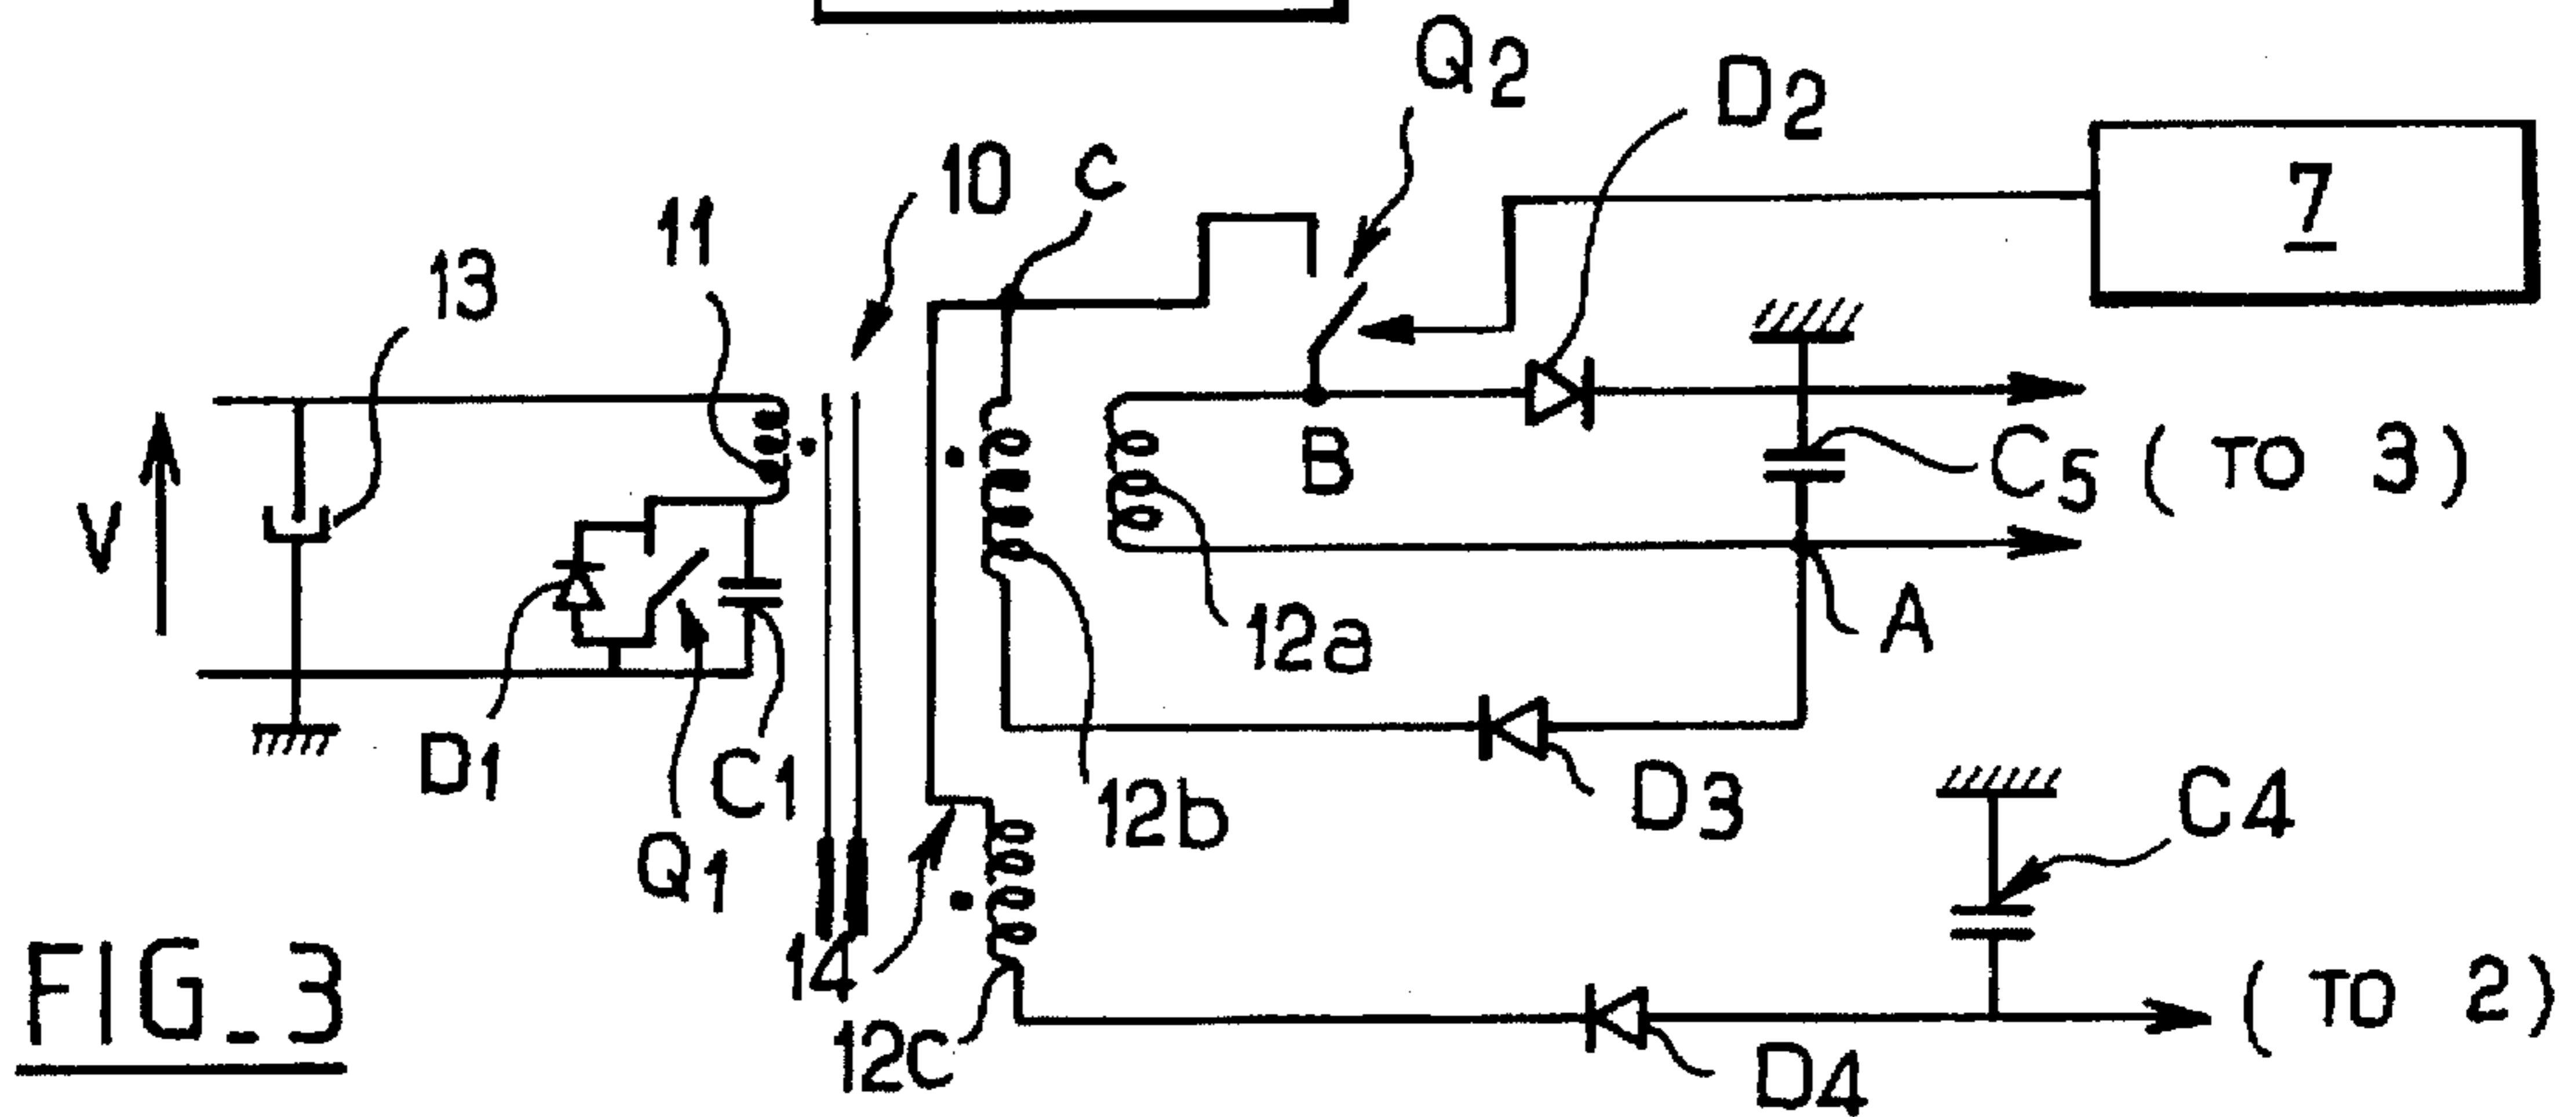 Q2
D2
10
C
7
11
13
V
B
C5 ( TO 3 )
12a
A
D1
C1
12b
D3
Q1
C4
14
12c
D4
( TO 2 )
FIG_3